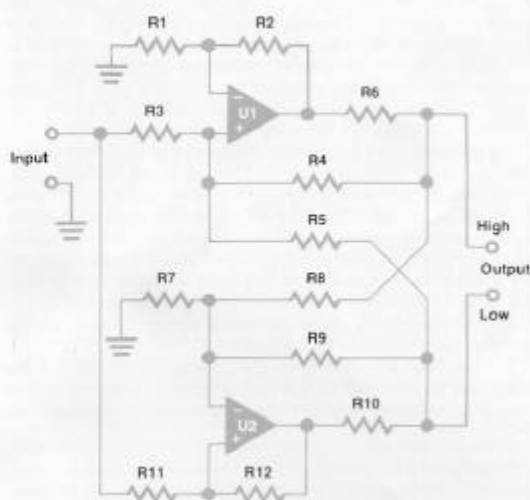 R1
R2
R3
−
U1
+
R6
Input
R4
R5
High
Output
Low
R7
R8
R9
−
U2
+
R10
R11
R12